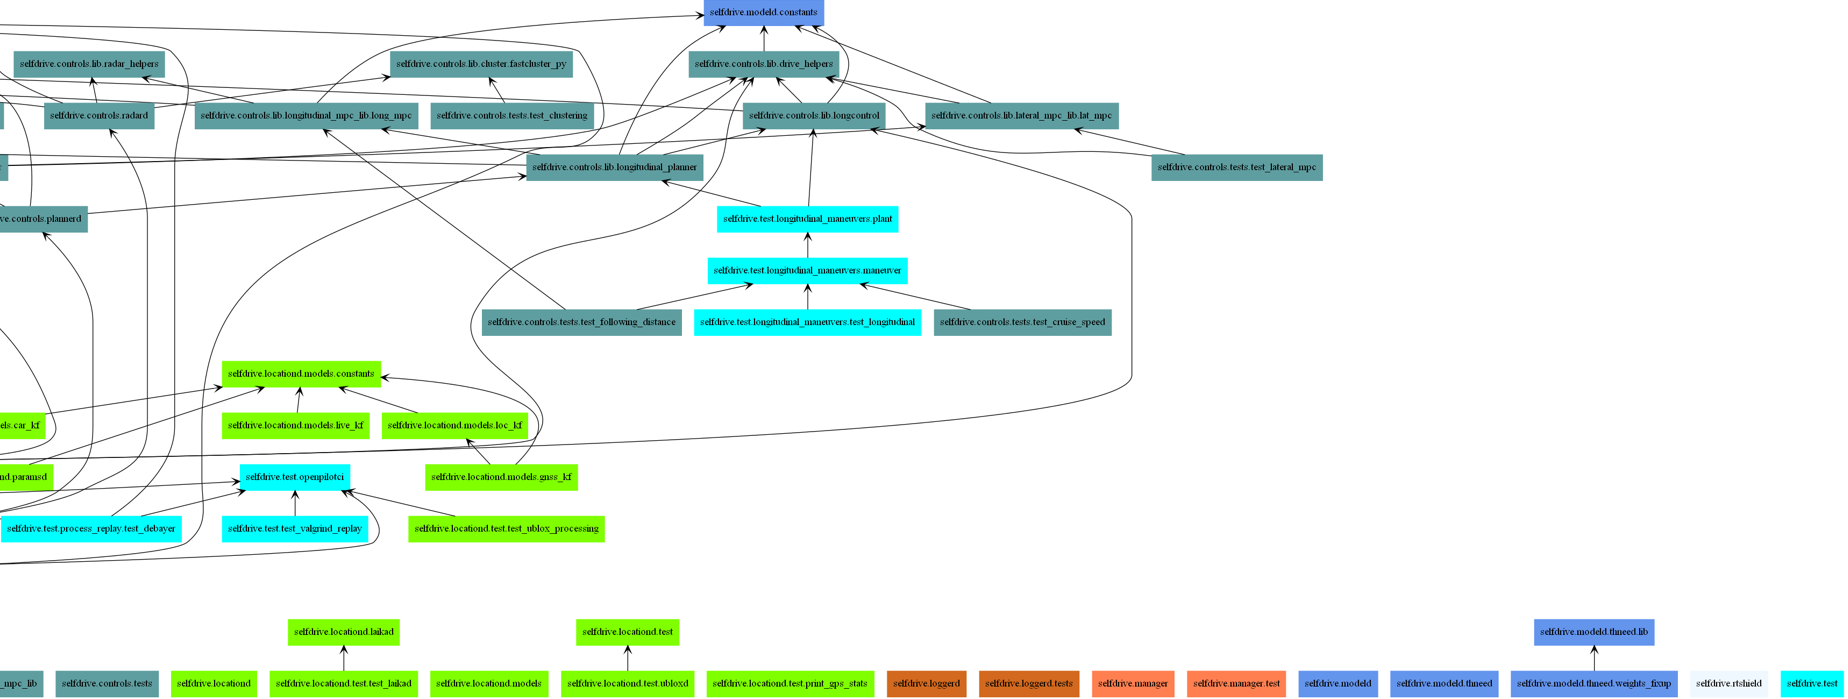 selfdrive.modeld.constants
selfdrive.controls.lib.radar_helpers
selfdrive.controls.lib.cluster.fastcluster_py
selfdrive.controls.lib.drive_helpers
selfdrive.controls.radard
selfdrive.controls.lib.longitudinal_mpc_lib.long_mpc
selfdrive.controls.tests.test_clustering
selfdrive.controls.lib.longcontrol
selfdrive.controls.lib.lateral_mpc_lib.lat_mpc
selfdrive.controls.lib.longitudinal_planner
selfdrive.controls.tests.test_lateral_mpc
ve.controls.plannerd
selfdrive.test.longitudinal_maneuvers.plant
selfdrive.test.longitudinal_maneuvers.maneuver
selfdrive.controls.tests.test_following_distance
selfdrive.test.longitudinal_maneuvers.test_longitudinal
selfdrive.controls.tests.test_cruise_speed
selfdrive.locationd.models.constants
els.car_kf
selfdrive.locationd.models.live_kf
selfdrive.locationd.models.loc_kf
nd.paramsd
selfdrive.test.openpilotci
selfdrive.locationd.models.gnss_kf
selfdrive.test.process_replay.test_debayer
selfdrive.test.test_valgrind_replay
selfdrive.locationd.test.test_ublox_processing
selfdrive.locationd.laikad
selfdrive.locationd.test
selfdrive.modeld.thneed.lib
_mpc_lib
selfdrive.controls.tests
selfdrive.locationd
selfdrive.locationd.test.test_laikad
selfdrive.locationd.models
selfdrive.locationd.test.ubloxd
selfdrive.locationd.test.print_gps_stats
selfdrive.loggerd
selfdrive.loggerd.tests
selfdrive.manager
selfdrive.manager.test
selfdrive.modeld
selfdrive.modeld.thneed
selfdrive.modeld.thneed.weights_fixup
selfdrive.rtshield
selfdrive.test